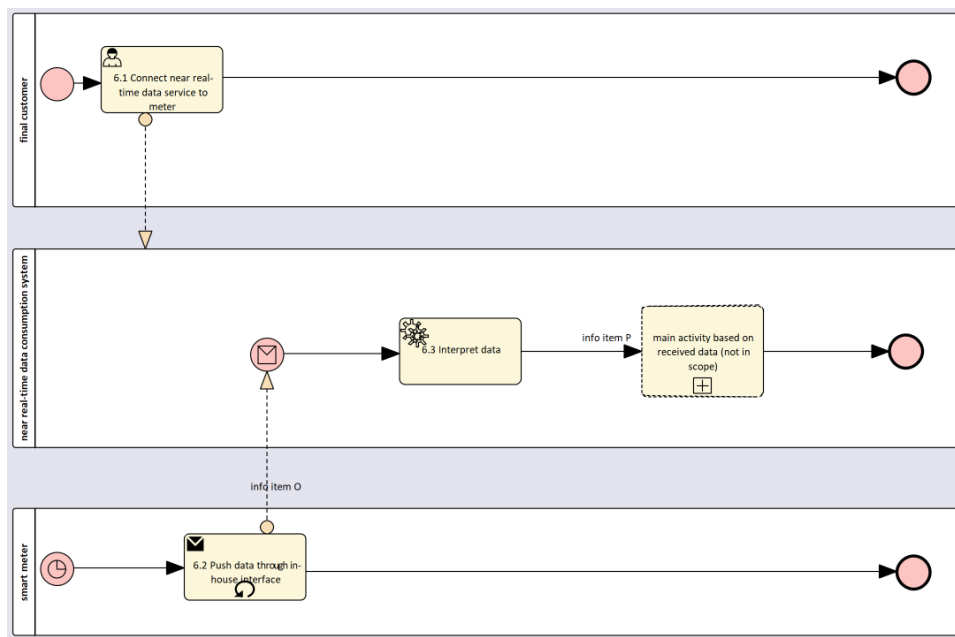 final customer
6.1 Connect near real-
time data service to
meter
near real-time data consumption system
6.3 Interpret data
info item P
main activity based on
received data (not in
scope)
info item O
smart meter
6.2 Push data through in-
house interface